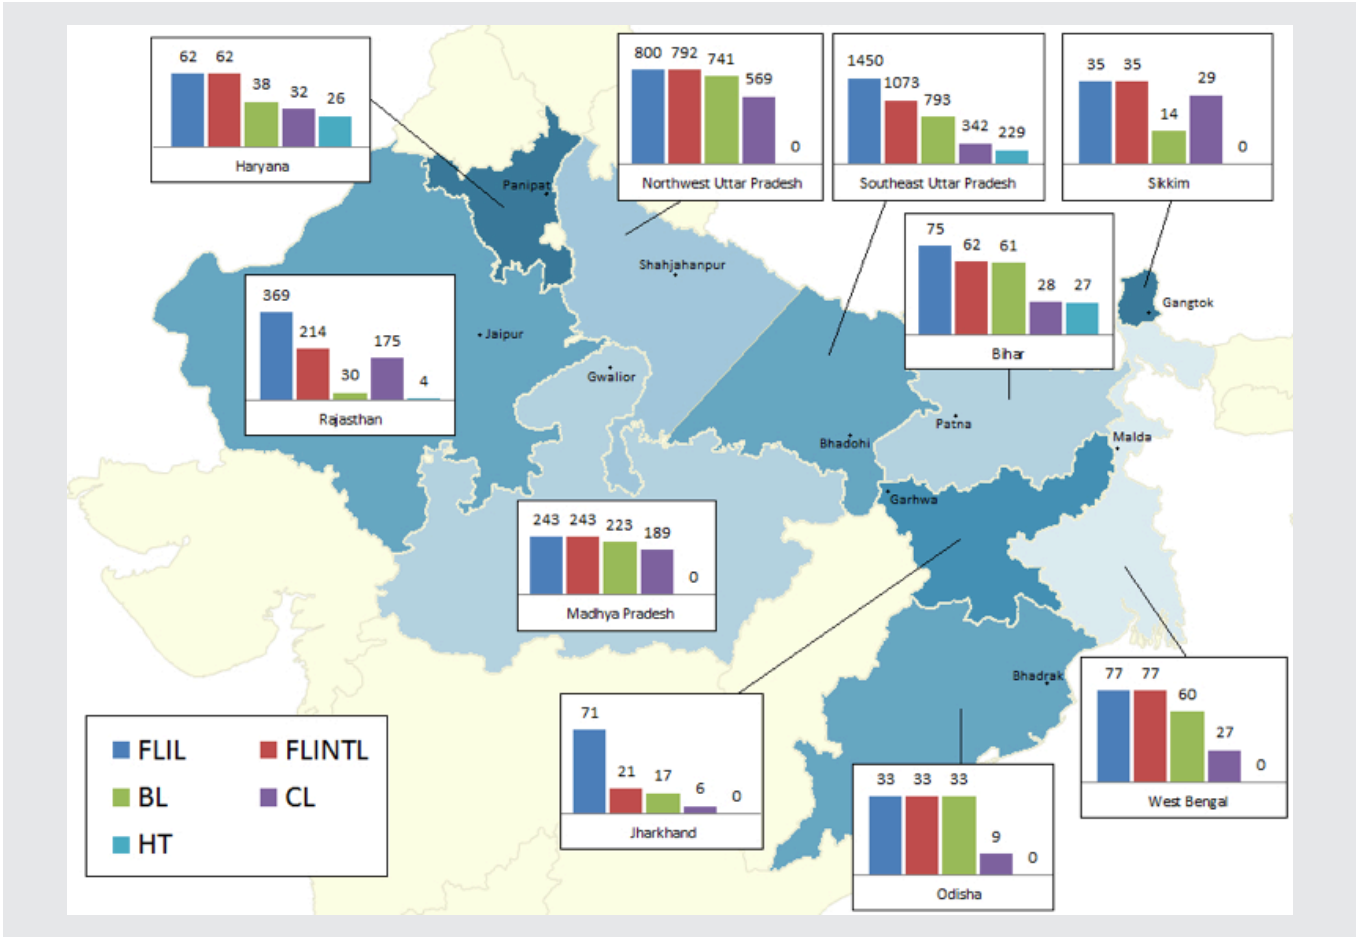 62 62 38 32 26
Haryana
800 792 741 569 0
Northwest Uttar Pradesh
1450 1073 793 342 229
Southeast Uttar Pradesh
35 35 14 29 0
Sikkim
75 62 61 28 27
Bihar
369 214 30 175 4
Rajasthan
243 243 223 189 0
Madhya Pradesh
71 21 17 6 0
Jharkhand
33 33 33 9 0
Odisha
77 77 60 27 0
West Bengal
Panipat
Shahjahanpur
Jaipur
Gwalior
Gangtok
Bhadohi
Patna
Malda
Garhwa
Bhadrak
FLIL FLINTL
BL CL
HT